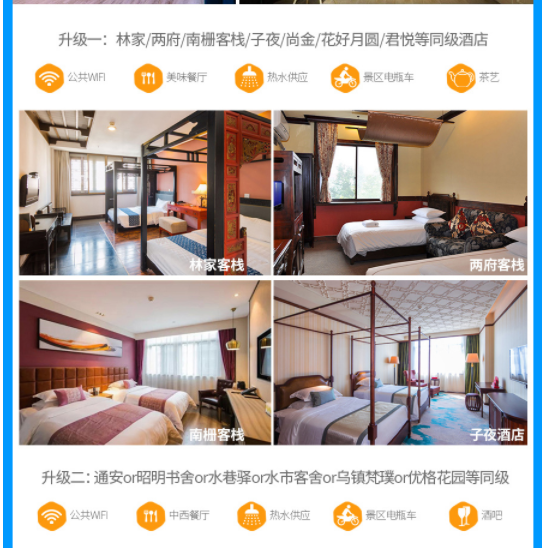 升级一：林家/两府/南栅客栈/子夜/尚金/花好月圆/君悦等同级酒店
公共WIFI 美味餐厅 热水供应 景区电瓶车 茶艺
林家客栈 两府客栈
南栅客栈 子夜酒店
升级二：通安or昭明书舍or水巷驿or水市客舍or乌镇梵璞or优格花园等同级
公共WIFI 中西餐厅 热水供应 景区电瓶车 酒吧